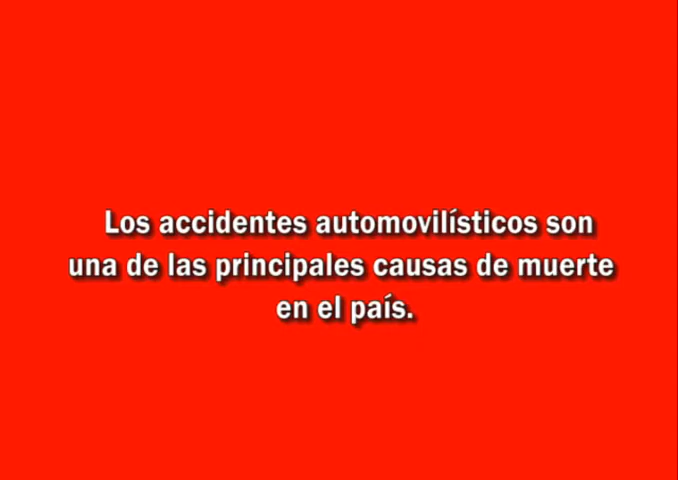 Los accidentes automovilísticos son
una de las principales causas de muerte
en el país.